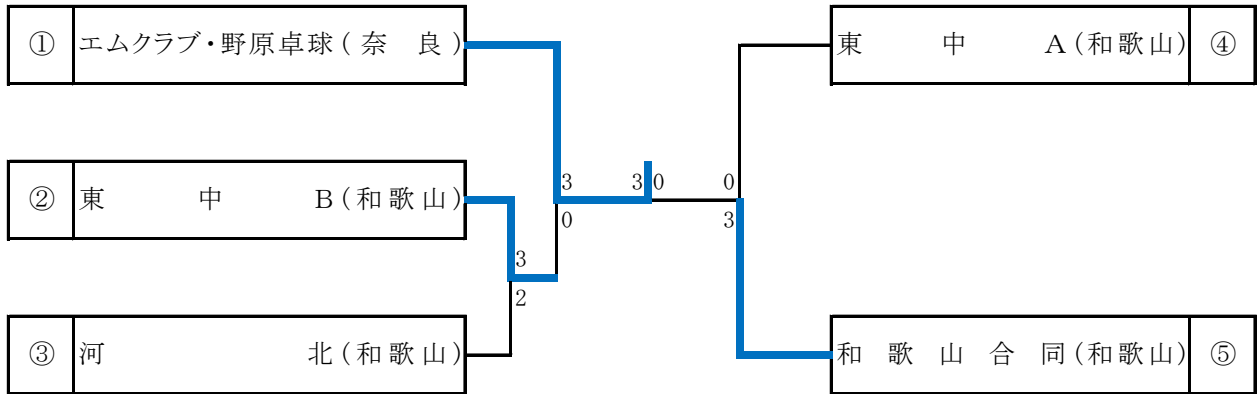 ① エムクラブ・野原卓球(奈 良)
東 中 A(和歌山) ④
② 東 中 B(和歌山)
3 3 0 0
0 3
3
2
③ 河 北(和歌山)
和 歌 山 合 同(和歌山) ⑤